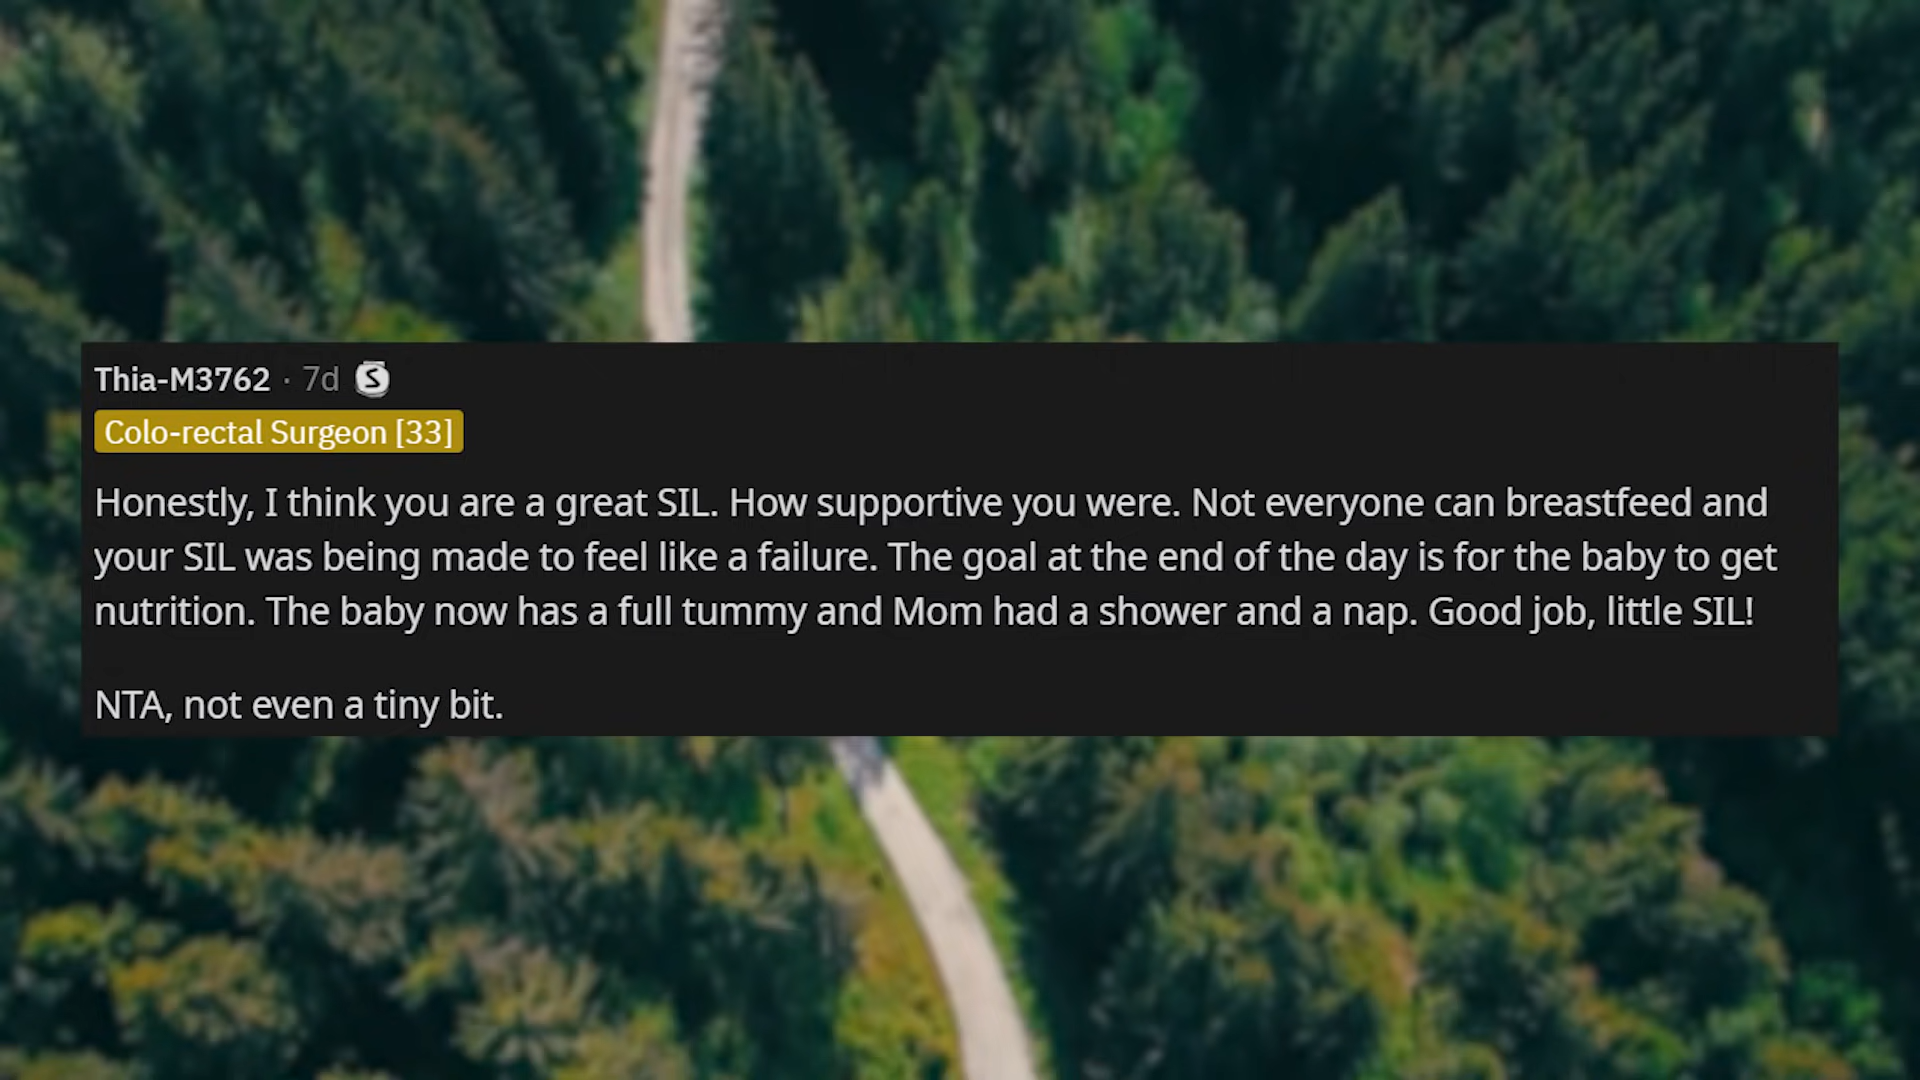 Thia-M3762 · 7d
Colo-rectal Surgeon [33]
Honestly, I think you are a great SIL. How supportive you were. Not everyone can breastfeed and
your SIL was being made to feel like a failure. The goal at the end of the day is for the baby to get
nutrition. The baby now has a full tummy and Mom had a shower and a nap. Good job, little SIL!
NTA, not even a tiny bit.